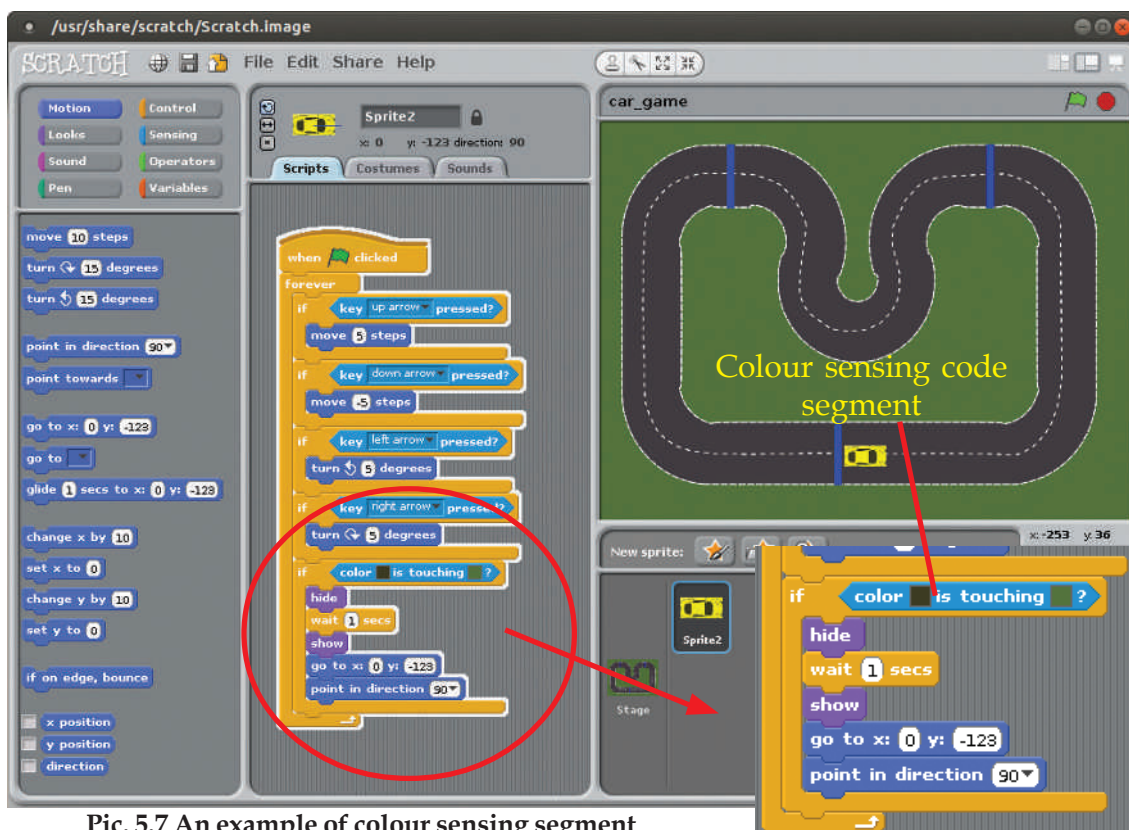 /usr/share/scratch/Scratch.image
SCRATCH File Edit Share Help
Motion Control
Looks Sensing
Sound Operators
Pen Variables
move 10 steps
turn 15 degrees
turn 15 degrees
point in direction 90
point towards
go to x: 0 y: -123
go to
glide 1 secs to x: 0 y: -123
change x by 10
set x to 0
change y by 10
set y to 0
if on edge, bounce
x position
y position
direction
Sprite2
x: 0 y: -123 direction: 90
Scripts Costumes Sounds
when clicked
forever
if key up arrow pressed?
move 5 steps
if key down arrow pressed?
move -5 steps
if key left arrow pressed?
turn 5 degrees
if key right arrow pressed?
turn 5 degrees
if color is touching ?
hide
wait 1 secs
show
go to x: 0 y: -123
point in direction 90
car_game
Colour sensing code
segment
x: -253 y: 36
New sprite:
Sprite2
Stage
if color is touching ?
hide
wait 1 secs
show
go to x: 0 y: -123
point in direction 90
Pic. 5.7 An example of colour sensing segment